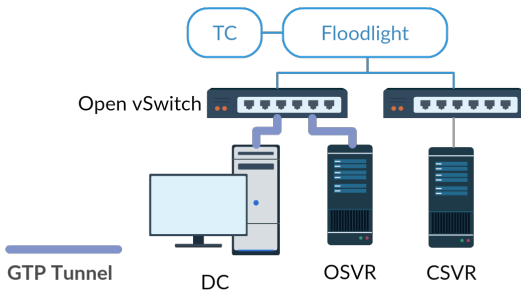 TC
Floodlight
Open vSwitch
GTP Tunnel
DC
OSVR
CSVR